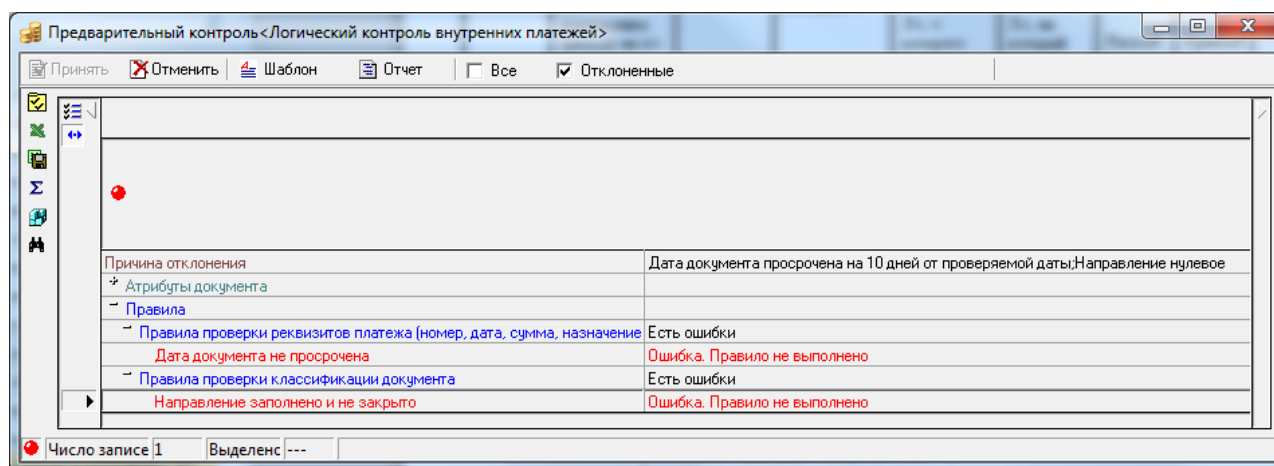 Предварительный контроль<Логический контроль внутренних платежей>
Принять Отменить Шаблон Отчет Все Отклоненные
Причина отклонения Дата документа просрочена на 10 дней от проверяемой даты;Направление нулевое
Атрибуты документа
Правила
Правила проверки реквизитов платежа (номер, дата, сумма, назначение Есть ошибки
Дата документа не просрочена Ошибка. Правило не выполнено
Правила проверки классификации документа Есть ошибки
Направление заполнено и не закрыто Ошибка. Правило не выполнено
Число записе 1 Выделенс ---